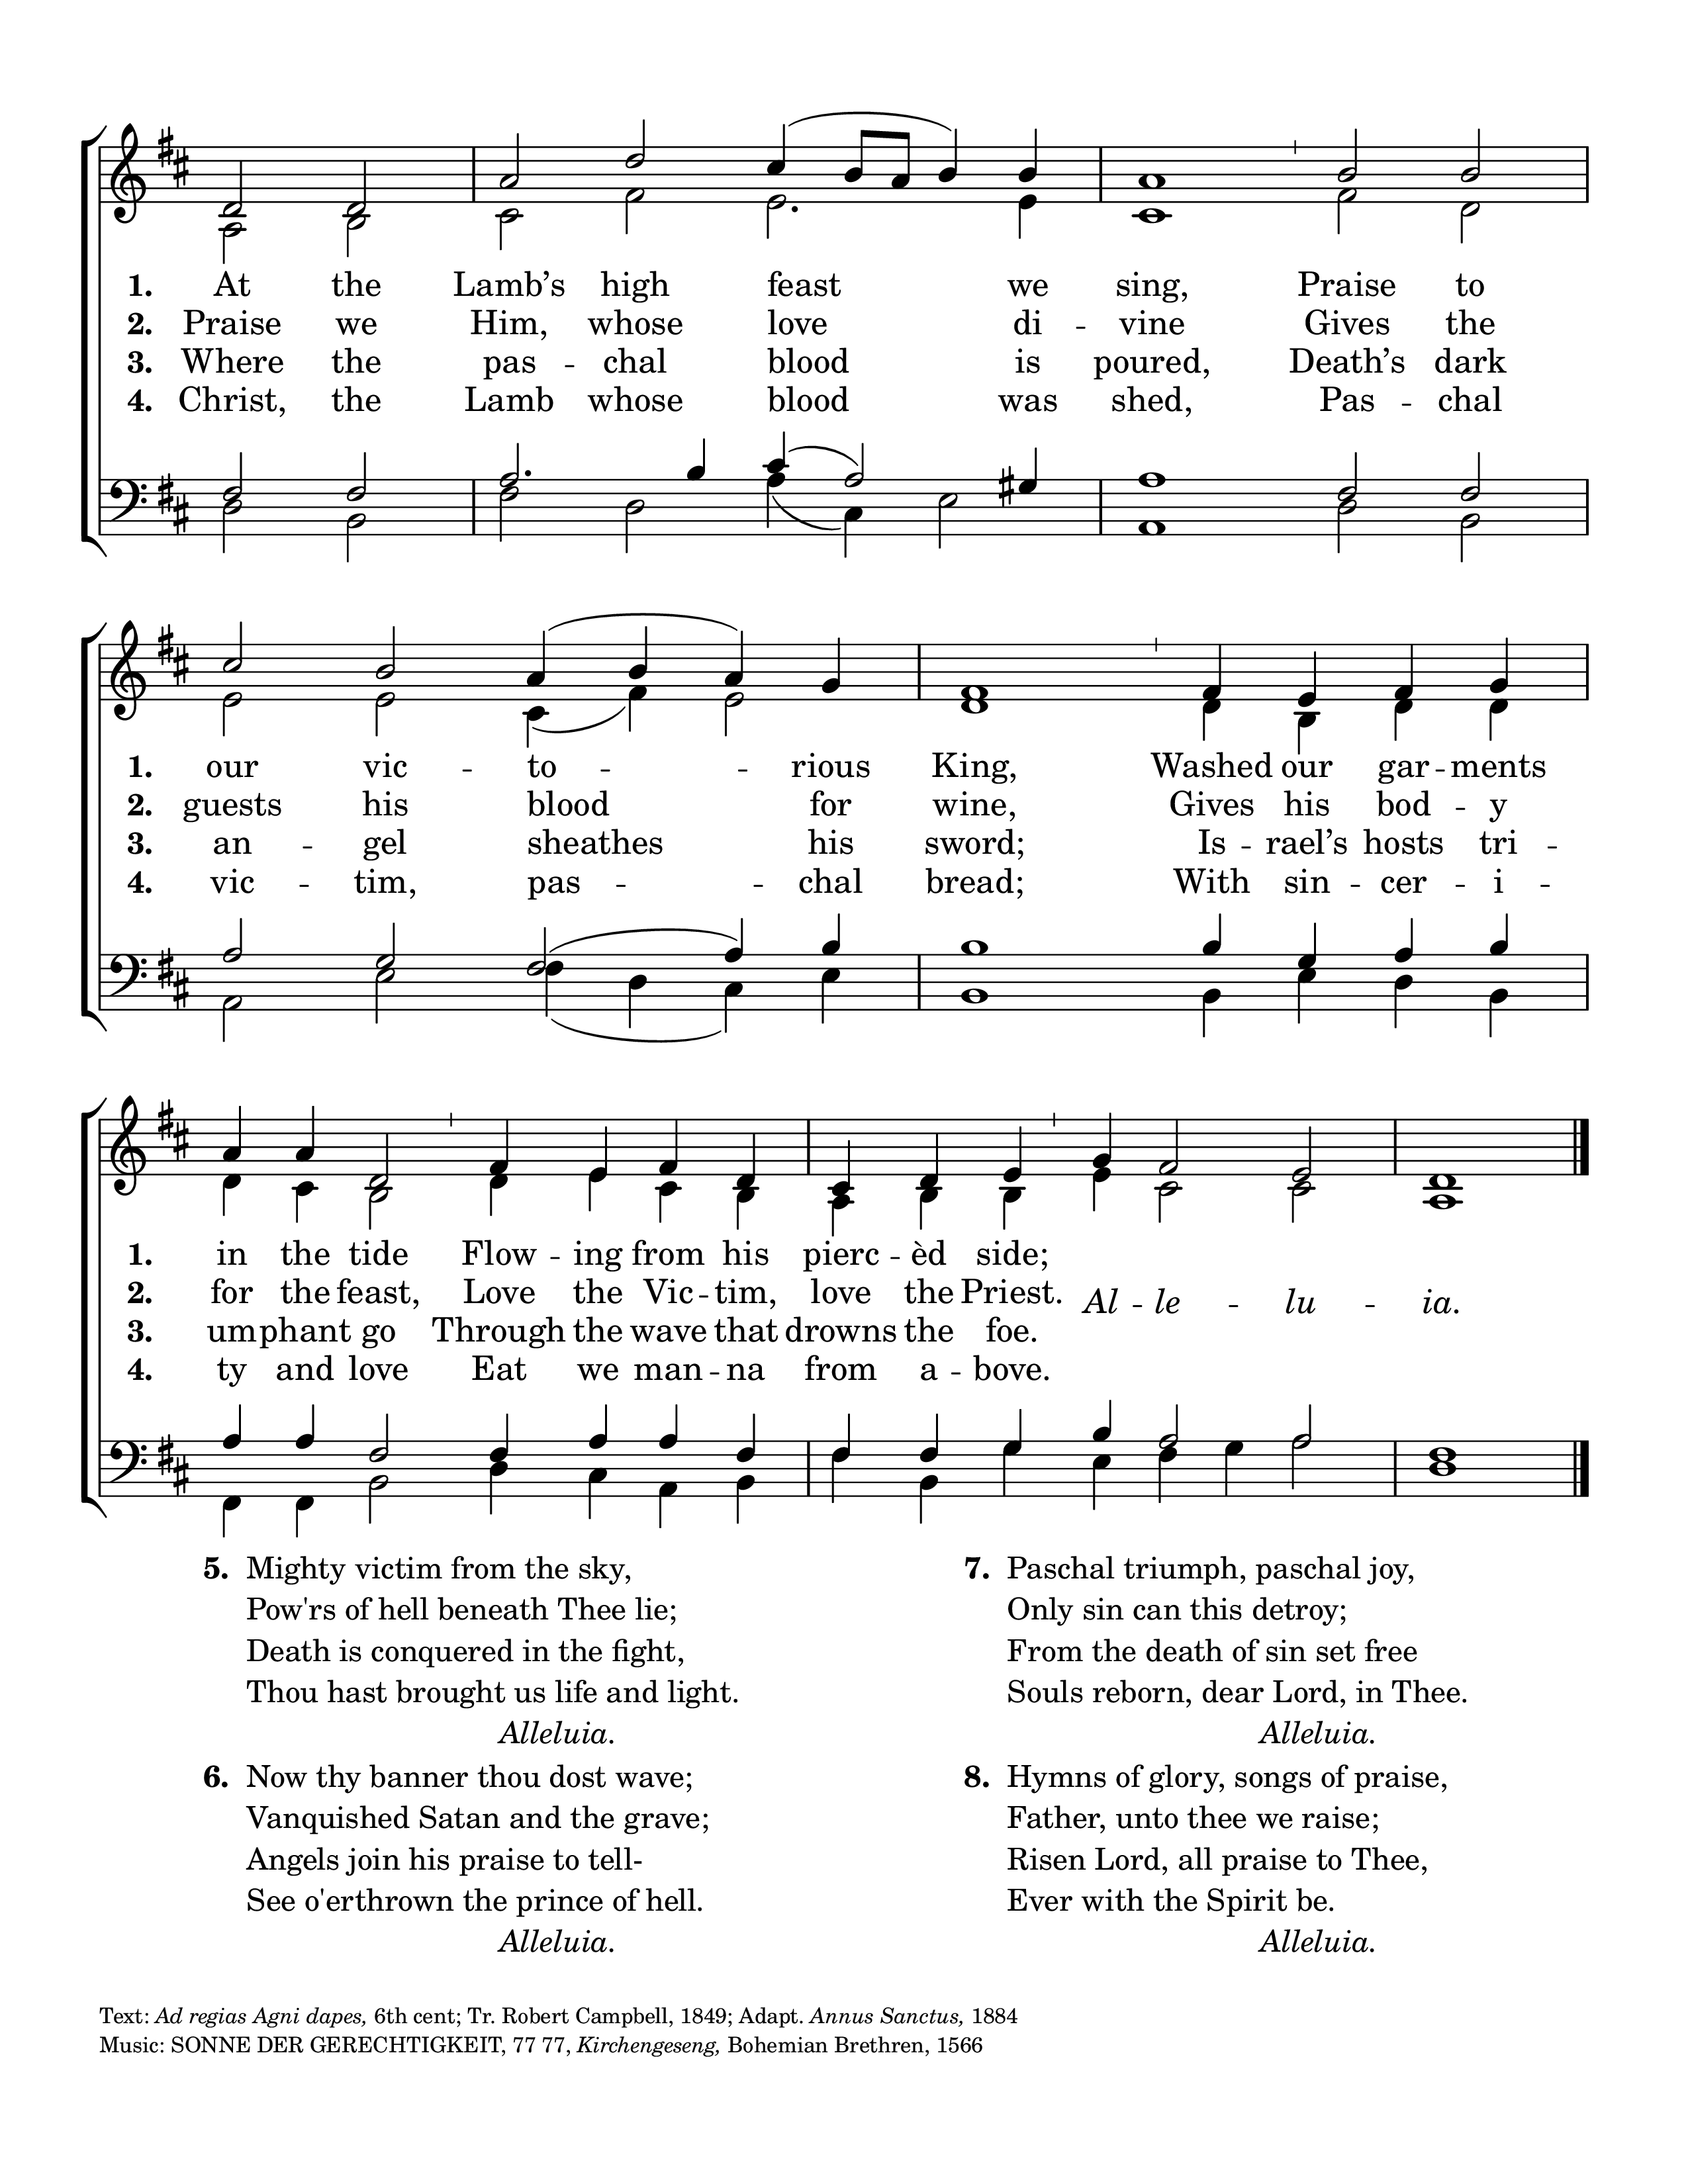 1. At the Lamb’s high feast we sing, Praise to
2. Praise we Him, whose love di -- vine Gives the
3. Where the pas -- chal blood is poured, Death’s dark
4. Christ, the Lamb whose blood was shed, Pas -- chal
1. our vic -- to -- -- rious King, Washed our gar -- ments
2. guests his blood for wine, Gives his bod -- y
3. an -- gel sheathes his sword; Is -- rael’s hosts tri --
4. vic -- tim, pas -- -- chal bread; With sin -- cer -- i --
1. in the tide Flow -- ing from his pierc -- èd side;
2. for the feast, Love the Vic -- tim, love the Priest.
Al -- le -- lu -- ia.
3. umphant go Through the wave that drowns the foe.
4. ty and love Eat we man -- na from a -- bove.
5. Mighty victim from the sky,
Pow'rs of hell beneath Thee lie;
Death is conquered in the fight,
Thou hast brought us life and light.
Alleluia.
6. Now thy banner thou dost wave;
Vanquished Satan and the grave;
Angels join his praise to tell-
See o'erthrown the prince of hell.
Alleluia.
7. Paschal triumph, paschal joy,
Only sin can this detroy;
From the death of sin set free
Souls reborn, dear Lord, in Thee.
Alleluia.
8. Hymns of glory, songs of praise,
Father, unto thee we raise;
Risen Lord, all praise to Thee,
Ever with the Spirit be.
Alleluia.
Text: Ad regias Agni dapes, 6th cent; Tr. Robert Campbell, 1849; Adapt. Annus Sanctus, 1884
Music: SONNE DER GERECHTIGKEIT, 77 77, Kirchengeseng, Bohemian Brethren, 1566